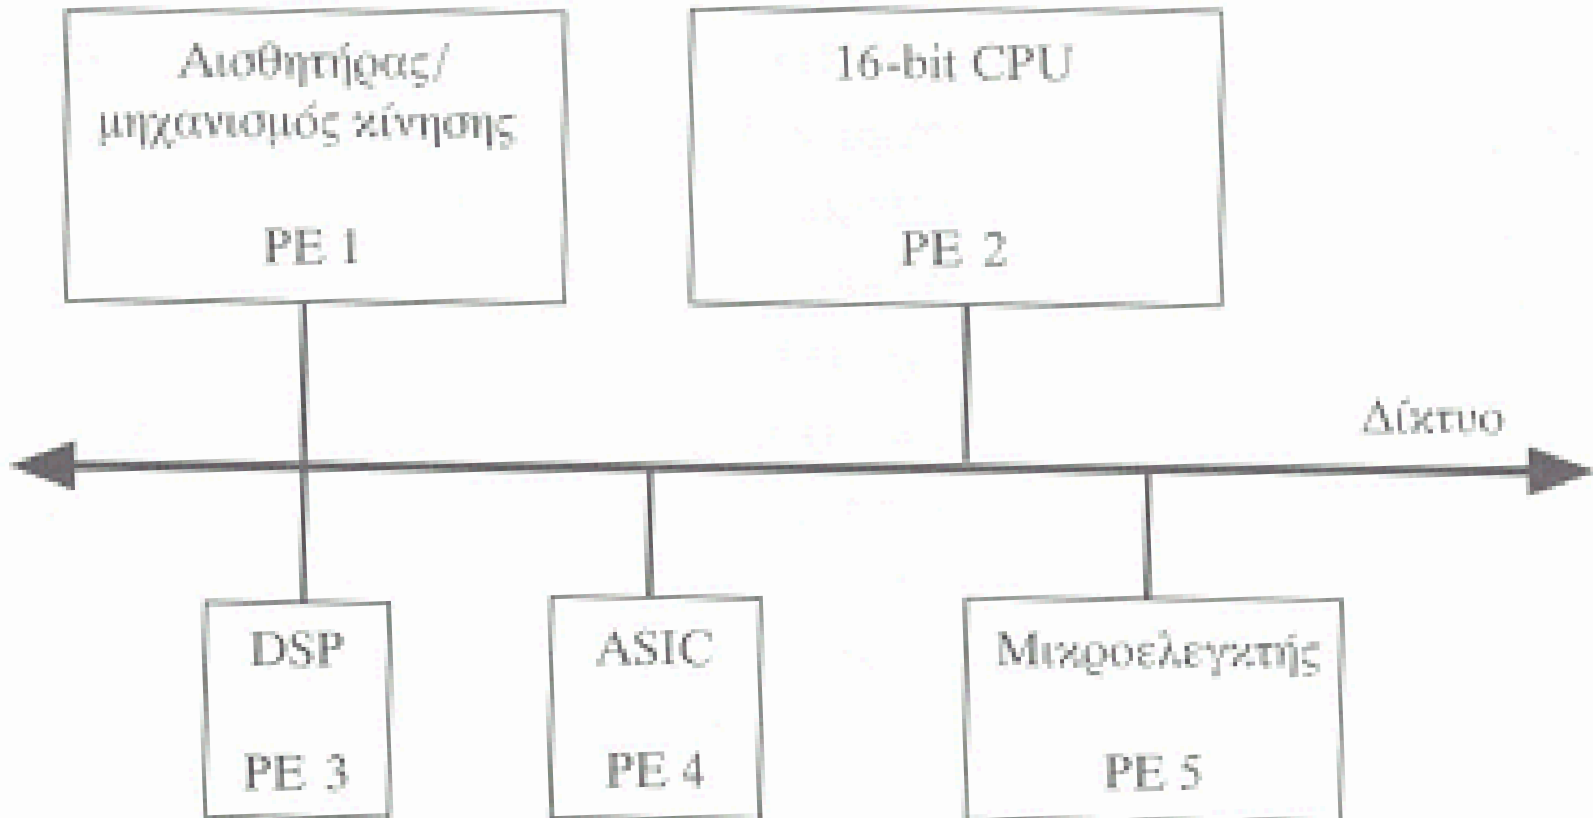 Αισθητήρας/
μηχανισμός κίνησης
PE 1
16-bit CPU
PE 2
Δίκτυο
DSP
PE 3
ASIC
PE 4
Μικροελεγκτής
PE 5